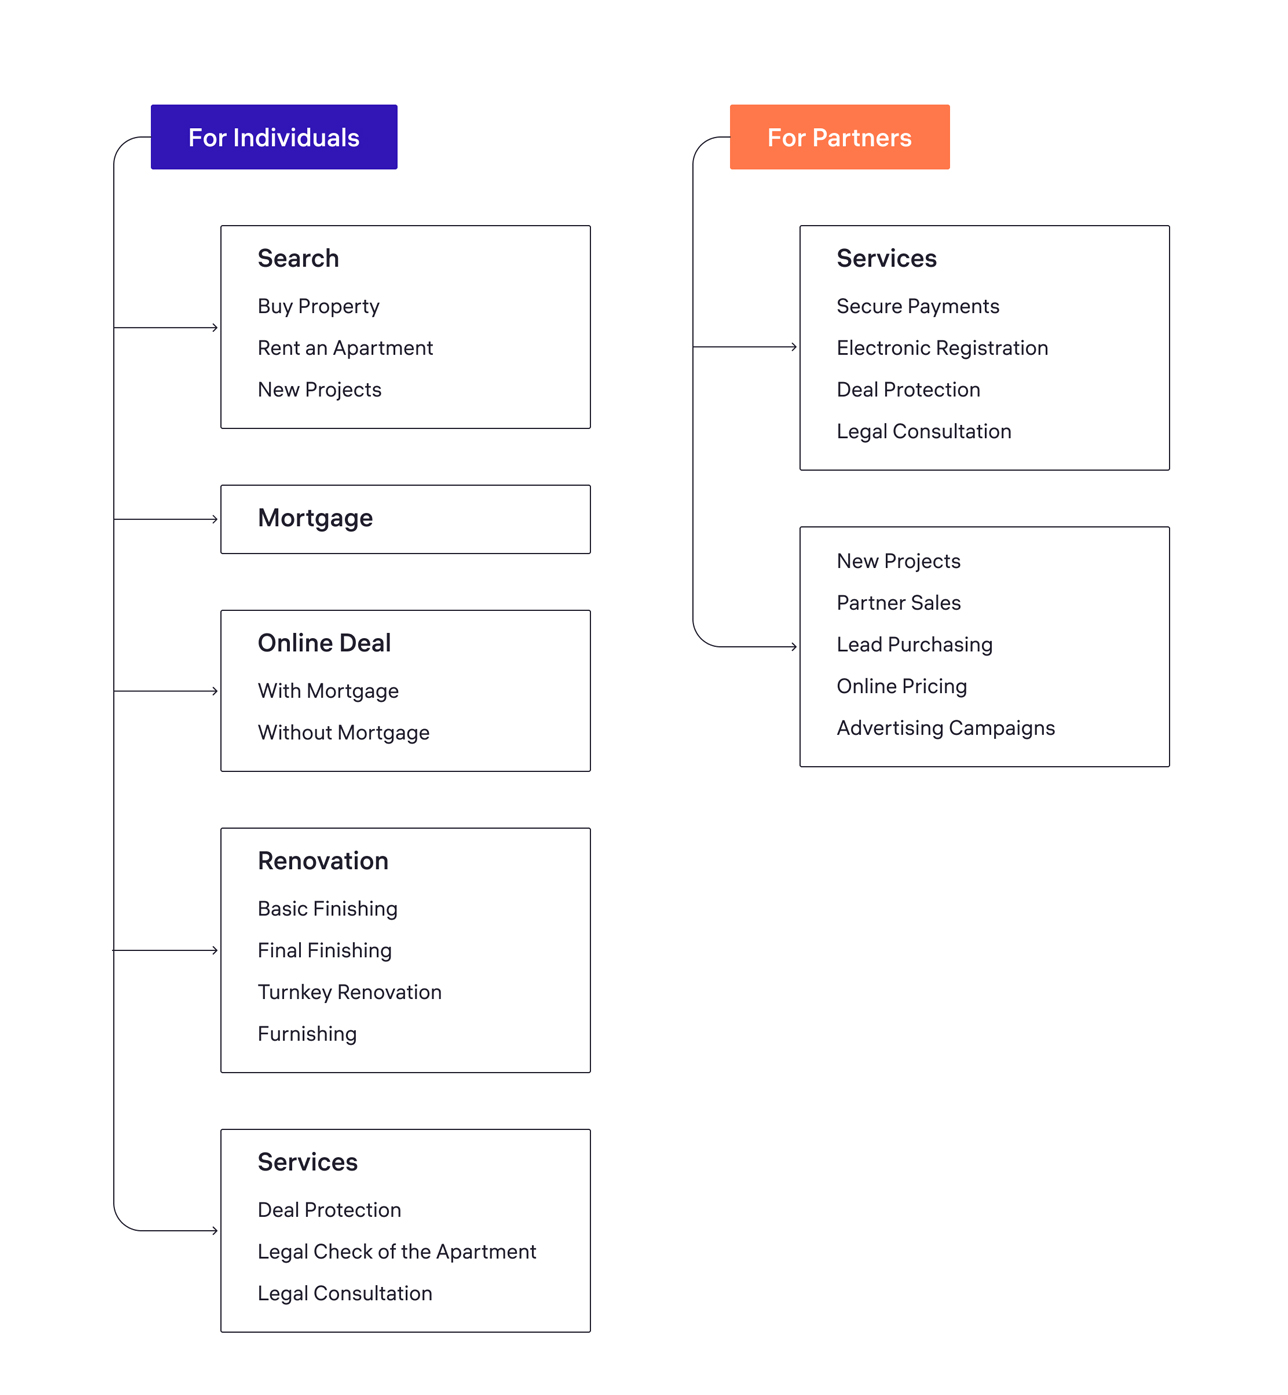 For Individuals
Search
Buy Property
Rent an Apartment
New Projects
Mortgage
Online Deal
With Mortgage
Without Mortgage
Renovation
Basic Finishing
Final Finishing
Turnkey Renovation
Furnishing
Services
Deal Protection
Legal Check of the Apartment
Legal Consultation
For Partners
Services
Secure Payments
Electronic Registration
Deal Protection
Legal Consultation
New Projects
Partner Sales
Lead Purchasing
Online Pricing
Advertising Campaigns